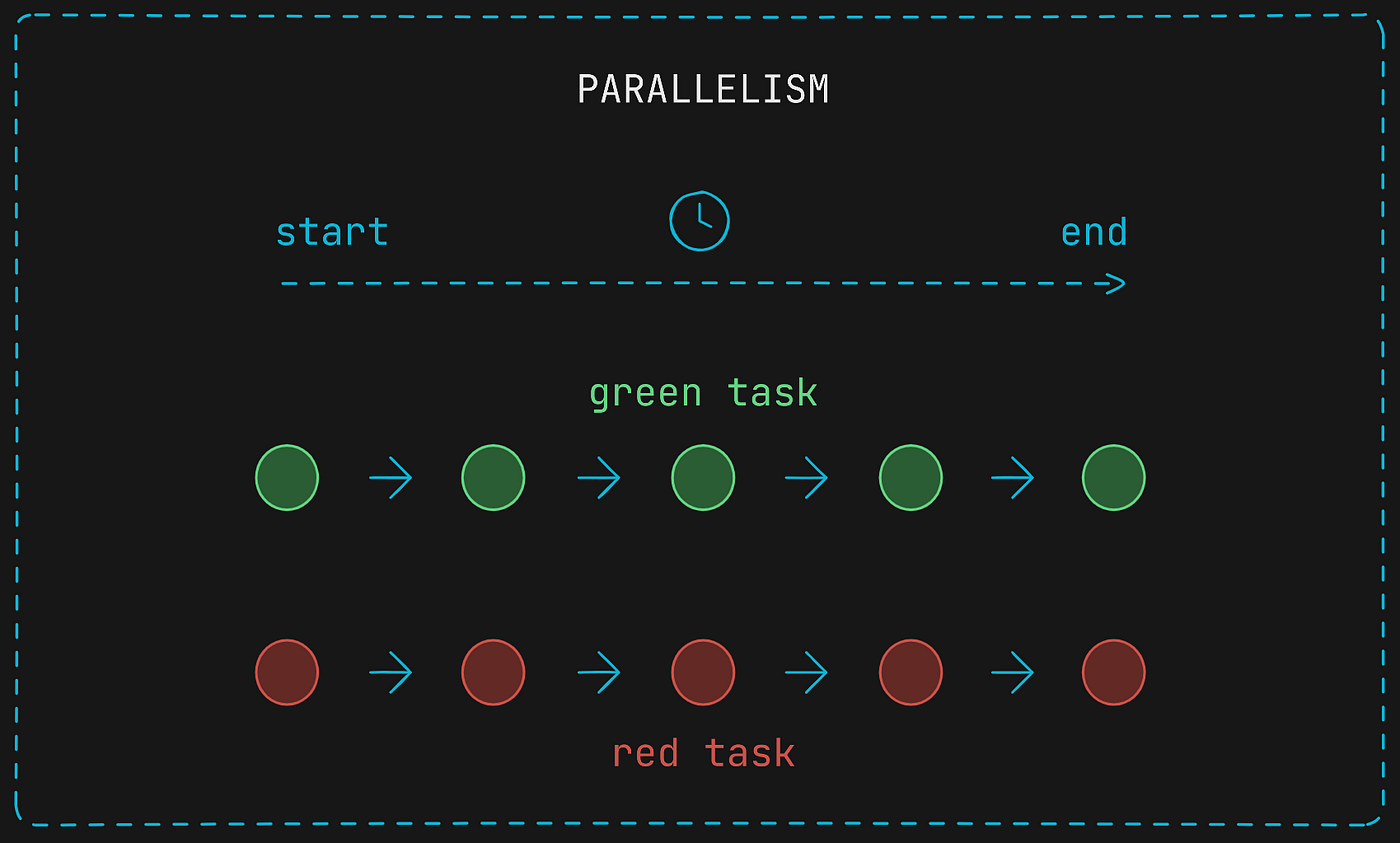 PARALLELISM
start
end
green task
red task